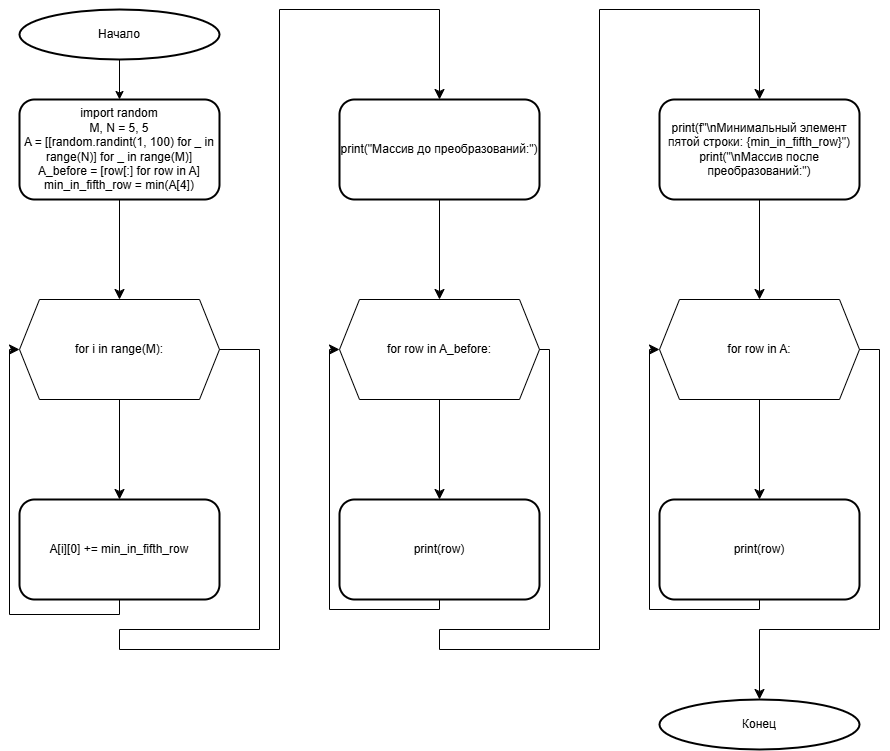 Начало
import random
M, N = 5, 5
A = [[random.randint(1, 100) for _ in
range(N)] for _ in range(M)]
A_before = [row[:] for row in A]
min_in_fifth_row = min(A[4])
for i in range(M):
A[i][0] += min_in_fifth_row
print("Массив до преобразований:")
for row in A_before:
print(row)
print(f"\nМинимальный элемент
пятой строки: {min_in_fifth_row}")
print("\nМассив после
преобразований:")
for row in A:
print(row)
Конец